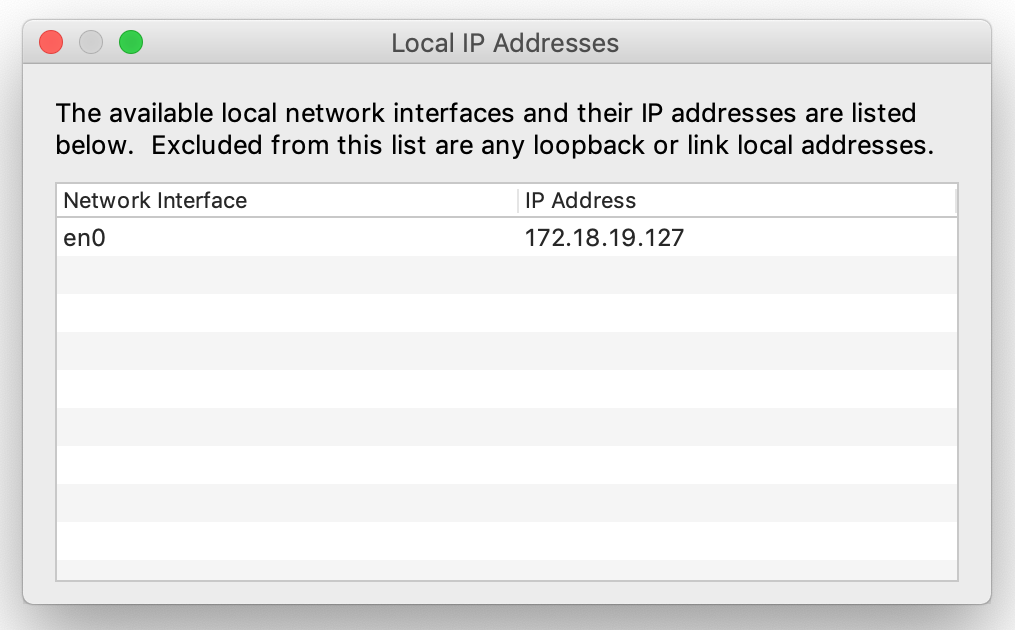 Local IP Addresses
The available local network interfaces and their IP addresses are listed
below.  Excluded from this list are any loopback or link local addresses.
Network Interface IP Address
en0 172.18.19.127